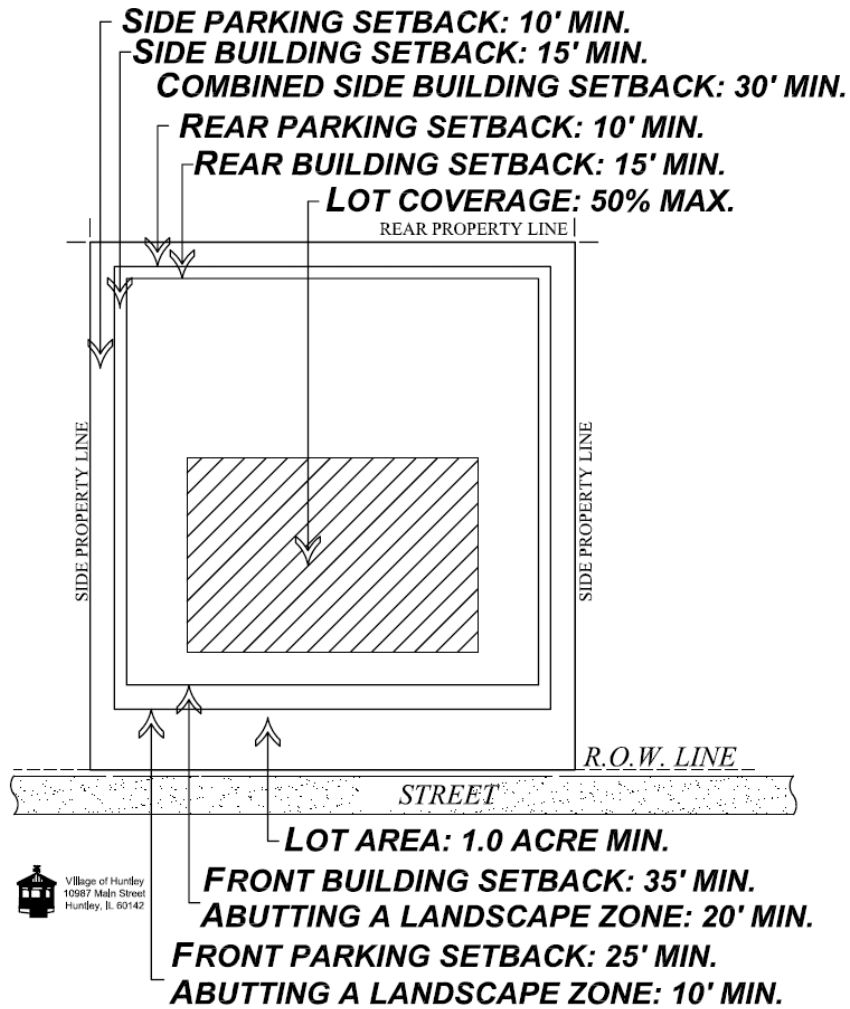 SIDE PARKING SETBACK: 10' MIN.
SIDE BUILDING SETBACK: 15' MIN.
COMBINED SIDE BUILDING SETBACK: 30' MIN.
REAR PARKING SETBACK: 10' MIN.
REAR BUILDING SETBACK: 15' MIN.
LOT COVERAGE: 50% MAX.
REAR PROPERTY LINE
SIDE PROPERTY LINE
SIDE PROPERTY LINE
R.O.W. LINE
STREET
LOT AREA: 1.0 ACRE MIN.
Village of Huntley
10987 Main Street
Huntley, IL 60142
FRONT BUILDING SETBACK: 35' MIN.
ABUTTING A LANDSCAPE ZONE: 20' MIN.
FRONT PARKING SETBACK: 25' MIN.
ABUTTING A LANDSCAPE ZONE: 10' MIN.